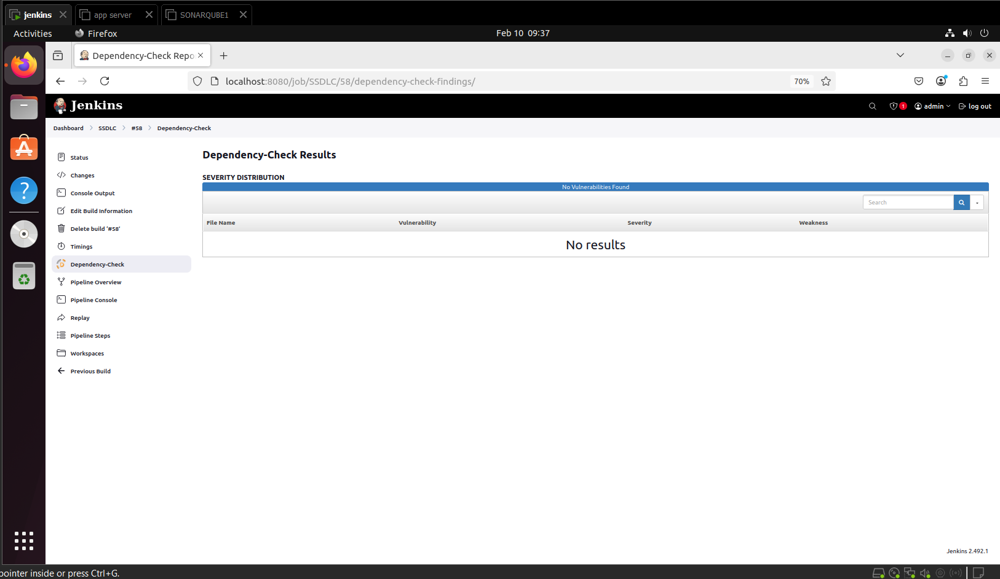 jenkins
app server
SONARQUBE1
Activities
Firefox
Feb 10 09:37
Dependency-Check Repo
localhost:8080/job/SSDLC/58/dependency-check-findings/
70%
Jenkins
1
admin
log out
Dashboard
SSDLC
#58
Dependency-Check
Status
Changes
Console Output
Edit Build Information
Delete build ‘#58’
Timings
Dependency-Check
Pipeline Overview
Pipeline Console
Replay
Pipeline Steps
Workspaces
Previous Build
Dependency-Check Results
SEVERITY DISTRIBUTION
No Vulnerabilities Found
Search
File Name
Vulnerability
Severity
Weakness
No results
Jenkins 2.492.1
pointer inside or press Ctrl+G.